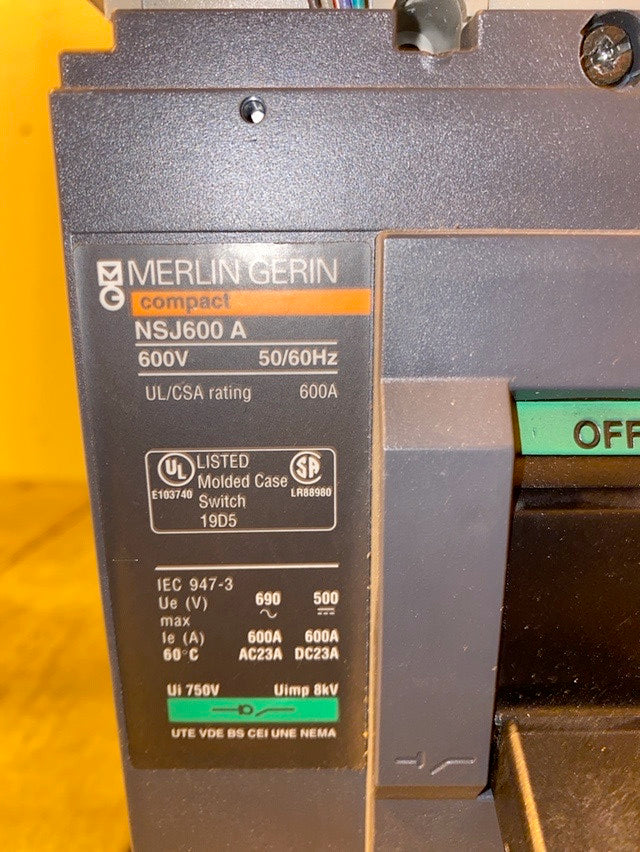 MERLIN GERIN
compact
NSJ600 A
600V 50/60Hz
UL/CSA rating 600A
UL LISTED SA
E103740 Molded Case LR88980
Switch
19D5
IEC 947-3
Ue (V) 690 500
max
Ie (A) 600A 600A
60°C AC23A DC23A
Ui 750V Uimp 8kV
UTE VDE BS CEI UNE NEMA
OFF